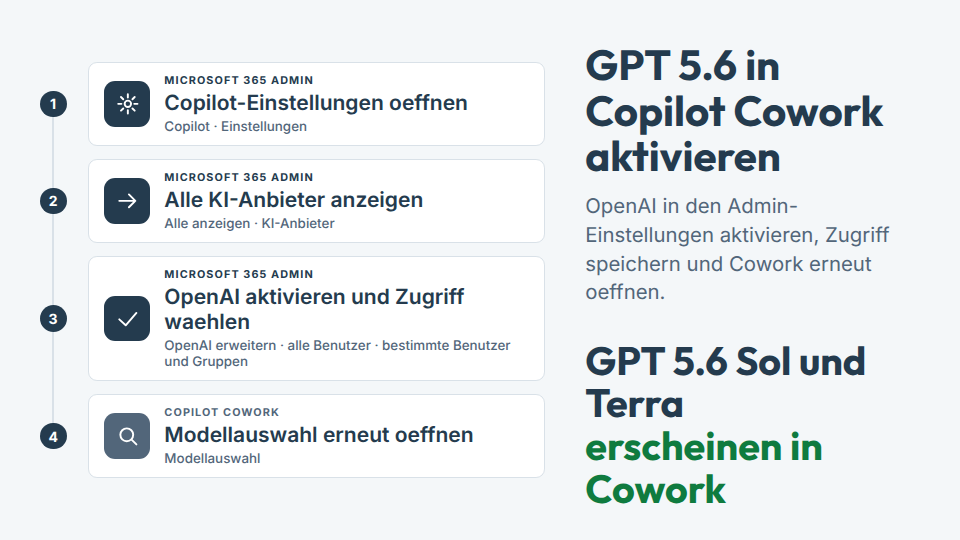 1
MICROSOFT 365 ADMIN
Copilot-Einstellungen oeffnen
Copilot · Einstellungen
2
MICROSOFT 365 ADMIN
Alle KI-Anbieter anzeigen
Alle anzeigen · KI-Anbieter
3
MICROSOFT 365 ADMIN
OpenAI aktivieren und Zugriff
waehlen
OpenAI erweitern · alle Benutzer · bestimmte Benutzer
und Gruppen
4
COPILOT COWORK
Modellauswahl erneut oeffnen
Modellauswahl
GPT 5.6 in
Copilot Cowork
aktivieren
OpenAI in den Admin-
Einstellungen aktivieren, Zugriff
speichern und Cowork erneut
oeffnen.
GPT 5.6 Sol und
Terra
erscheinen in
Cowork